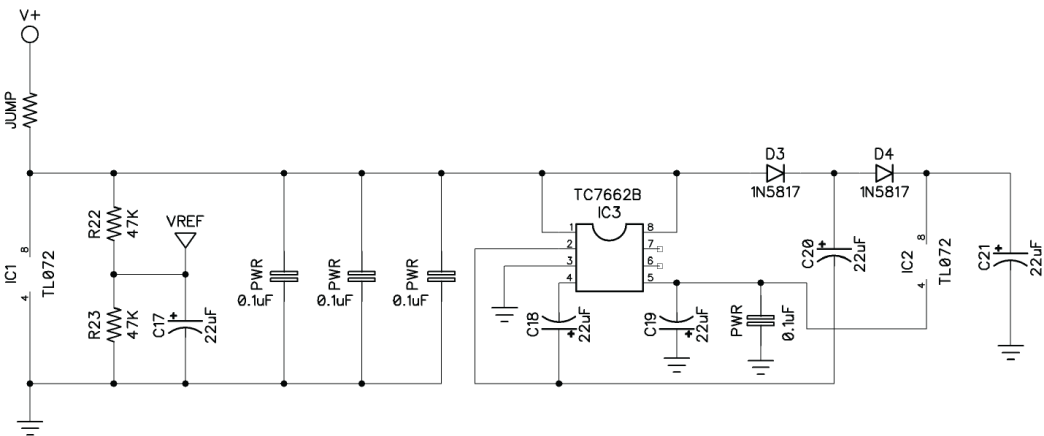 V+
JUMP
D3
1N5817
D4
1N5817
TC7662B
IC3
1
2
3
4
8
7
6
5
R22
47K
VREF
IC1
8
4
TL072
R23
47K
C17
+
22uF
PWR
0.1uF
PWR
0.1uF
PWR
0.1uF
C18
+
22uF
C19
+
22uF
PWR
0.1uF
C20
+
22uF
IC2
8
4
TL072
C21
+
22uF